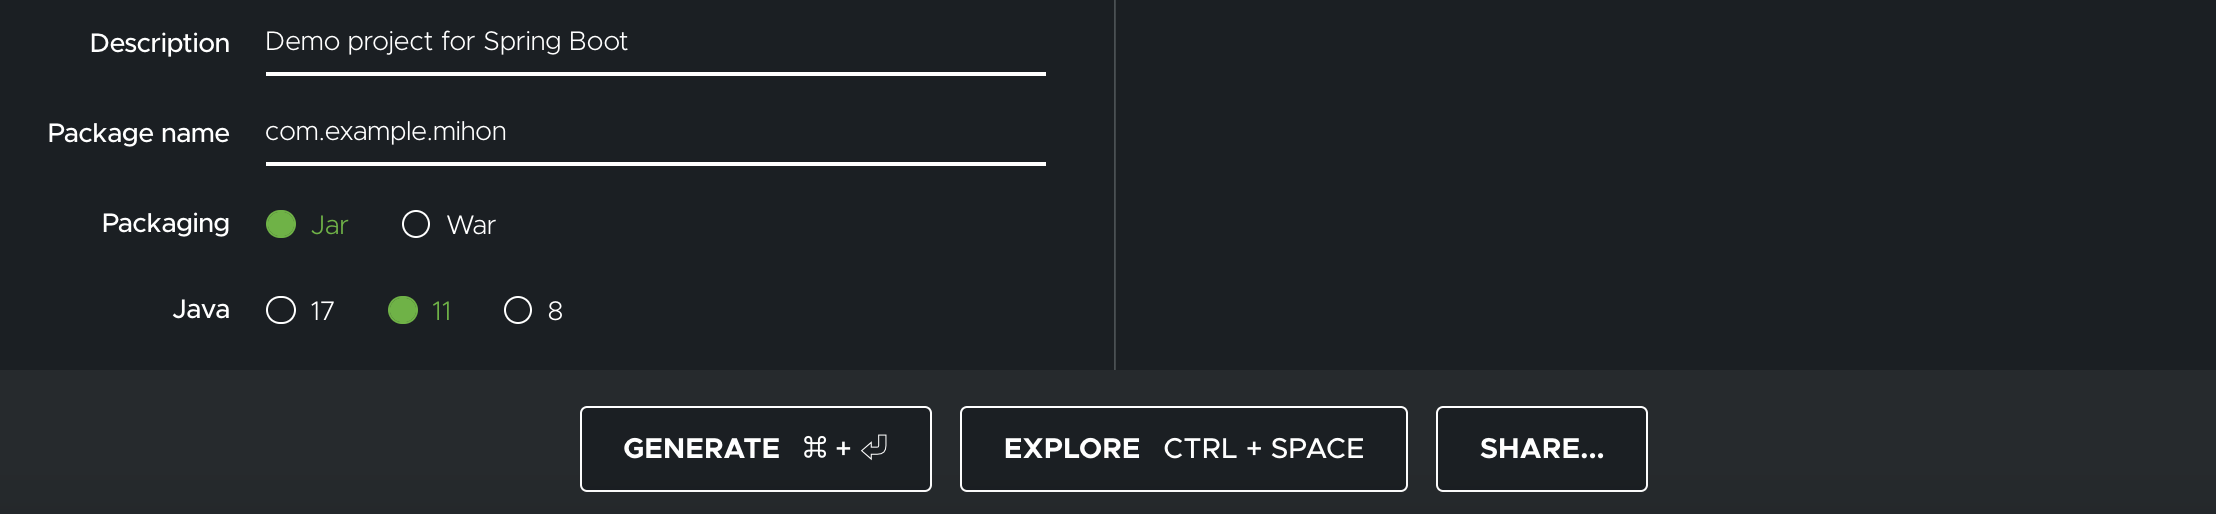 Description Demo project for Spring Boot
Package name com.example.mihon
Packaging Jar War
Java 17 11 8
GENERATE ⌘ + ⏎ EXPLORE CTRL + SPACE SHARE...